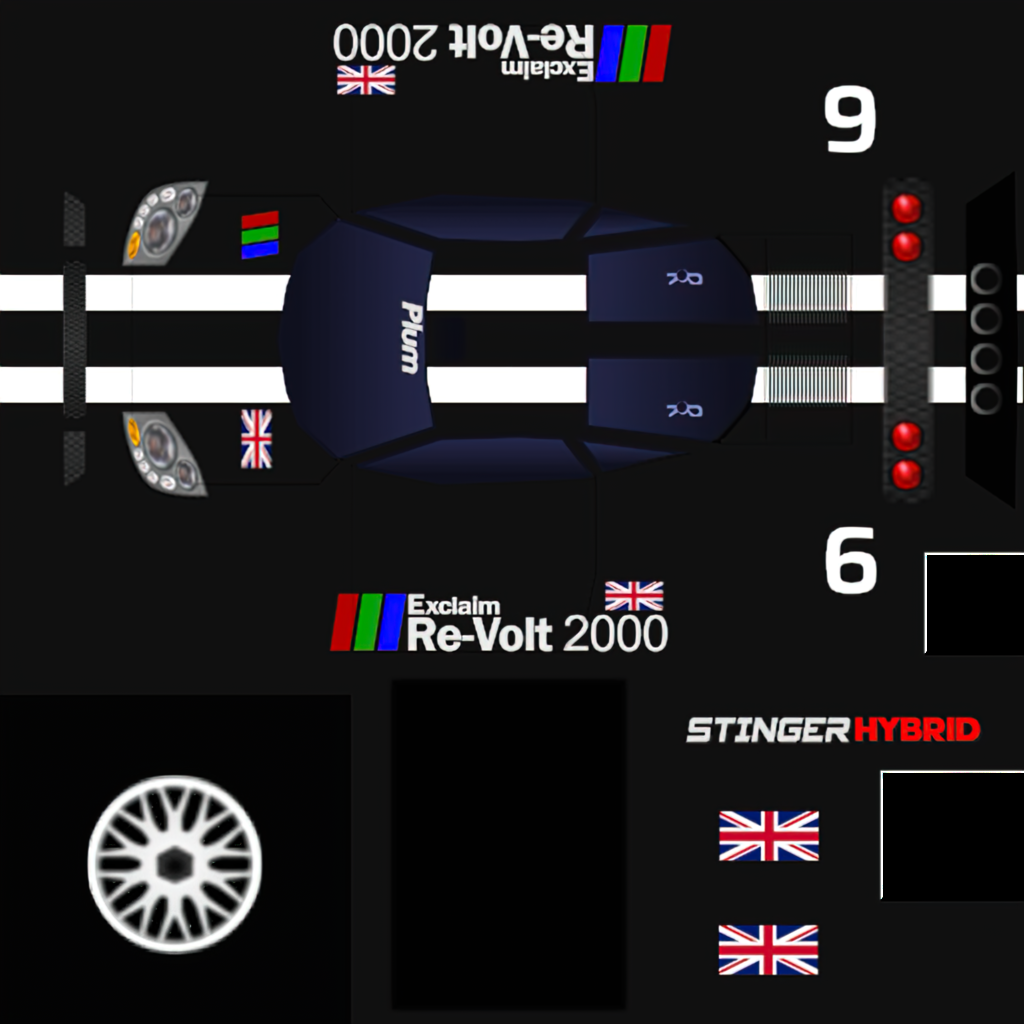 Re-Volt 2000
Exclaim
9
Plum
R
R
6
Exclaim
Re-Volt 2000
STINGER HYBRID